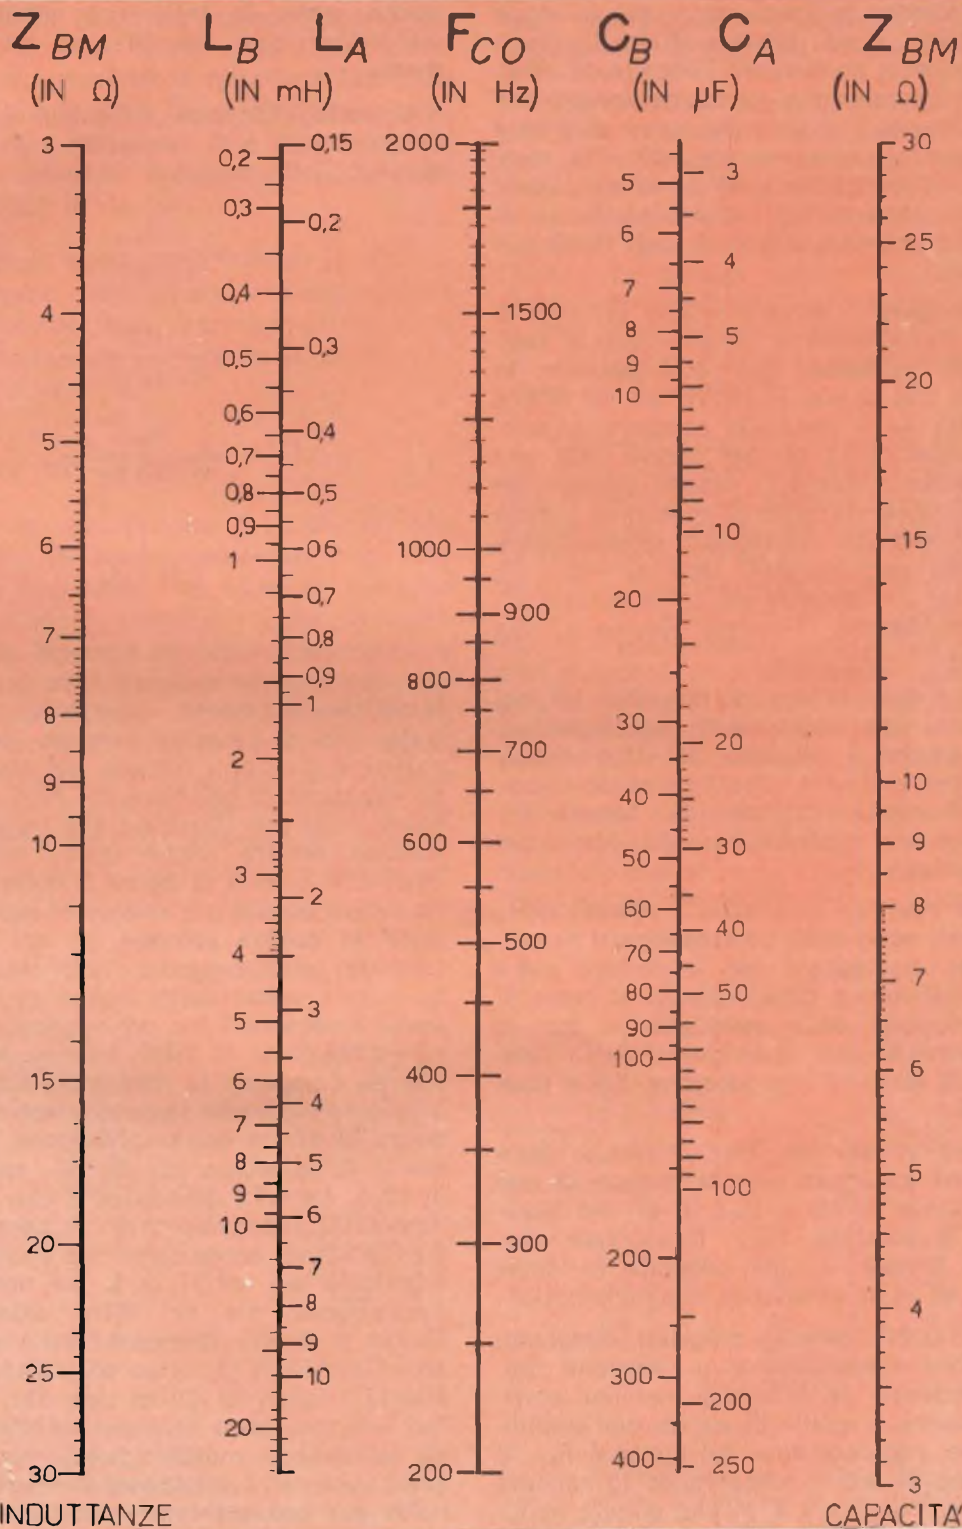 Z BM L B L A F CO C B C A Z BM
(IN Ω) (IN mH) (IN Hz) (IN µF) (IN Ω)
3 0,2 0,15 2000 3 30
0,3 0,2 5 25
4 0,4 6 4
0,5 0,3 1500 7
5 0,6 0,4 8 5 20
0,7 9
0,8 0,5 10
0,9
6 1 0,6 1000 10 15
0,7 900 20
7 0,8
0,9 800
8 1 30
2 700 20
9 40 10
10 600 30 9
3 2 50
60 8
4 500 40
70 7
3 80 50
5 90
100
15 6 400 6
4
7
8 5 100 5
9
10 6
20 300 200
7
8 4
9
25 10 300
200
20
400 250
30 200 3
INDUTTANZE CAPACITA'